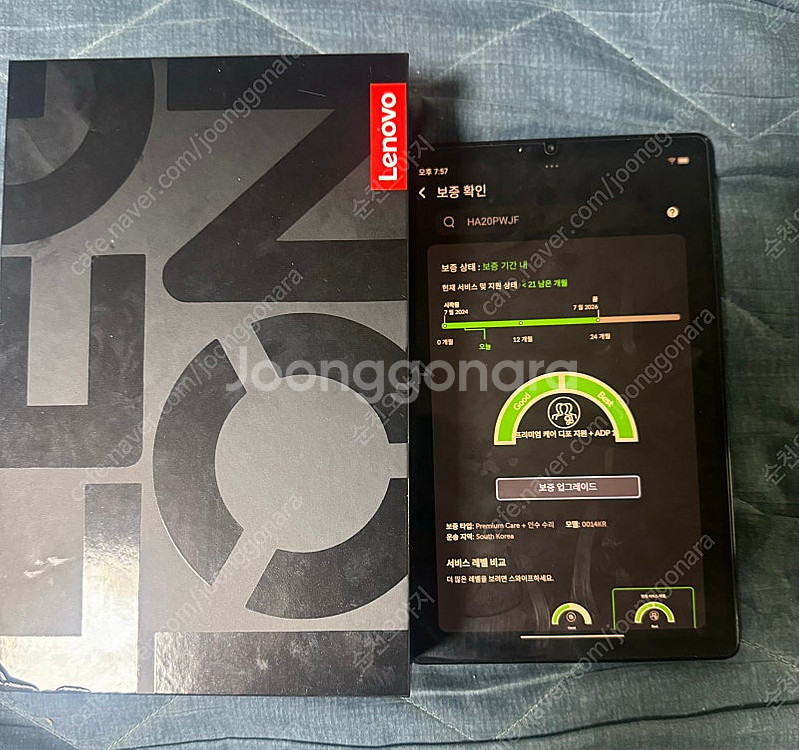 Lenovo
오후 7:57
보증 확인
HA20PWJF
보증 상태 : 보증 기간 내
현재 서비스 및 지원 상태 < 21 남은 개월
시작됨
7 월 2024
끝
7 월 2026
0 개월
오늘
12 개월
24 개월
Joonggonara
Good
Best
프리미엄 케어 디포 지원 + ADP
보증 업그레이드
보증 타입: Premium Care + 인수 수리 모델: 0014KR
운송 지역: South Korea
서비스 레벨 비교
더 많은 레벨을 보려면 스와이프하세요.
cafe.naver.com/joonggonara